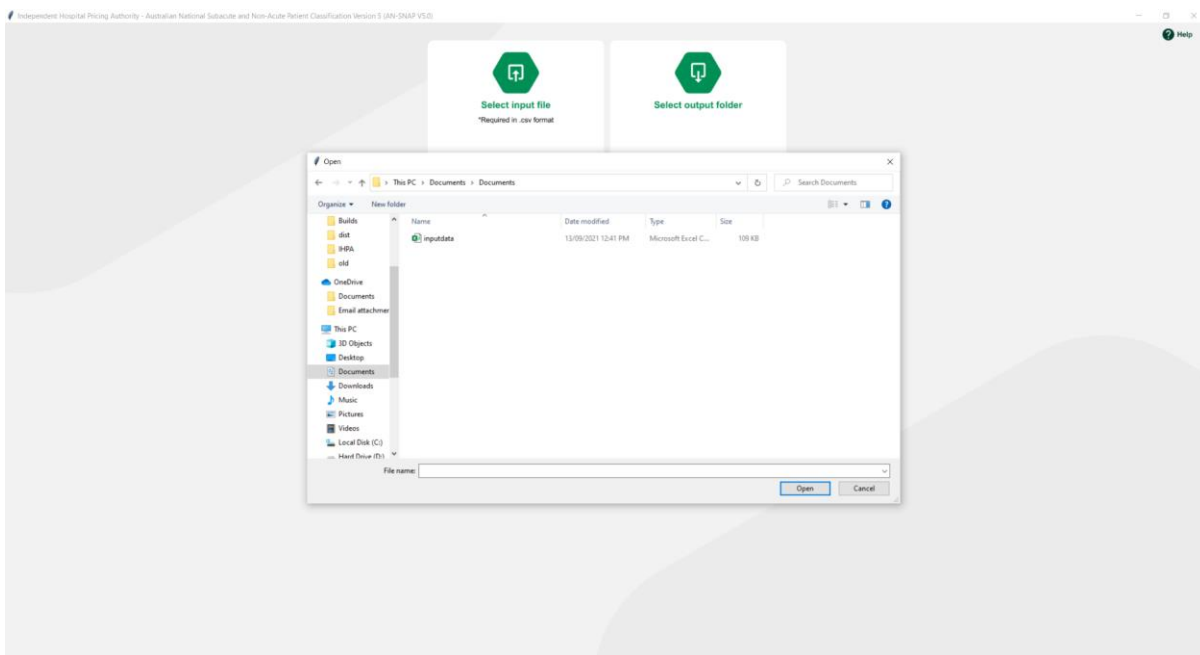 Independent Hospital Pricing Authority - Australian National Subacute and Non-Acute Patient Classification Version 5 (AN-SNAP V5.0)
Help
Select input file
*Required in .csv format
Select output folder
Open
This PC > Documents > Documents
Search Documents
Organize
New folder
Name Date modified Type Size
inputdata 13/09/2021 12:41 PM Microsoft Excel C... 109 KB
Builds
dist
IHPA
old
OneDrive
Documents
Email attachmer
This PC
3D Objects
Desktop
Documents
Downloads
Music
Pictures
Videos
Local Disk (C:)
Hard Drive (D:)
File name:
Open
Cancel